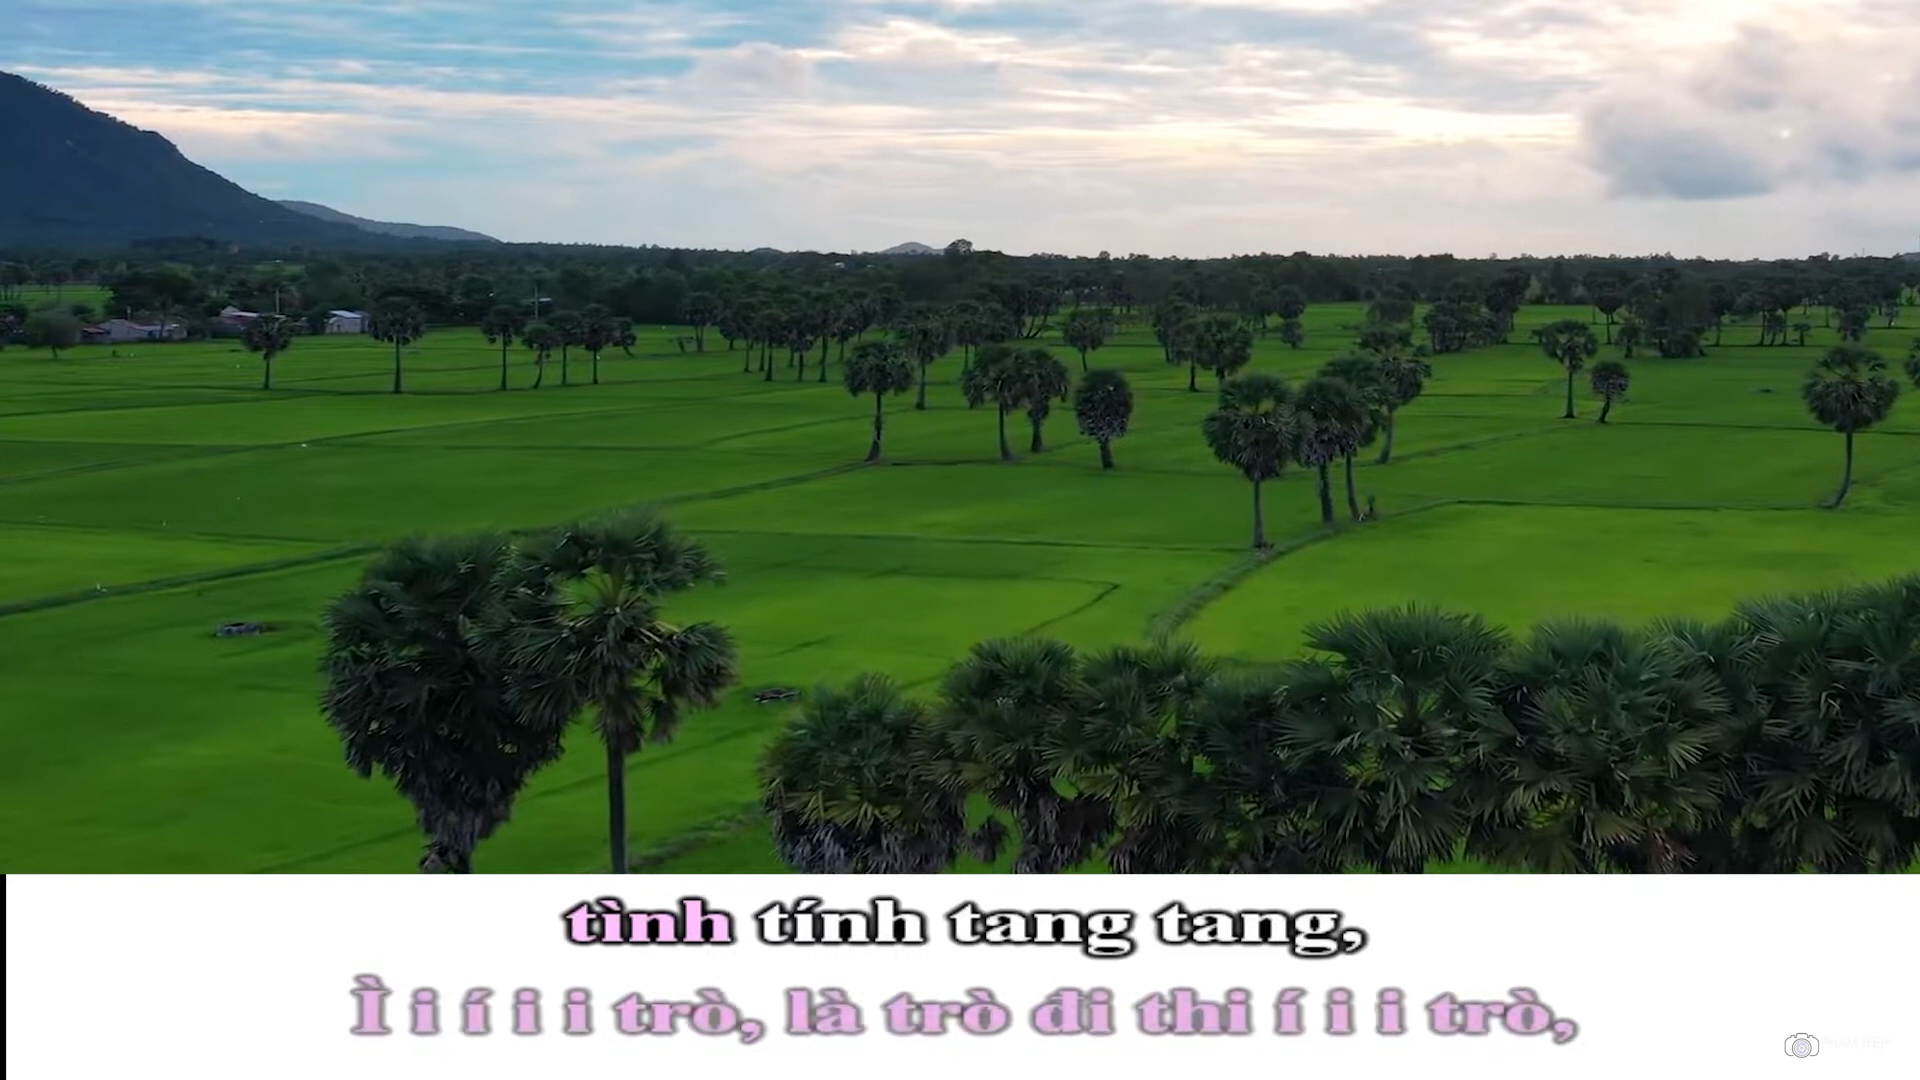 tình tính tang tang,
Ì i í i i trò, là trò đi thi í i i trò,